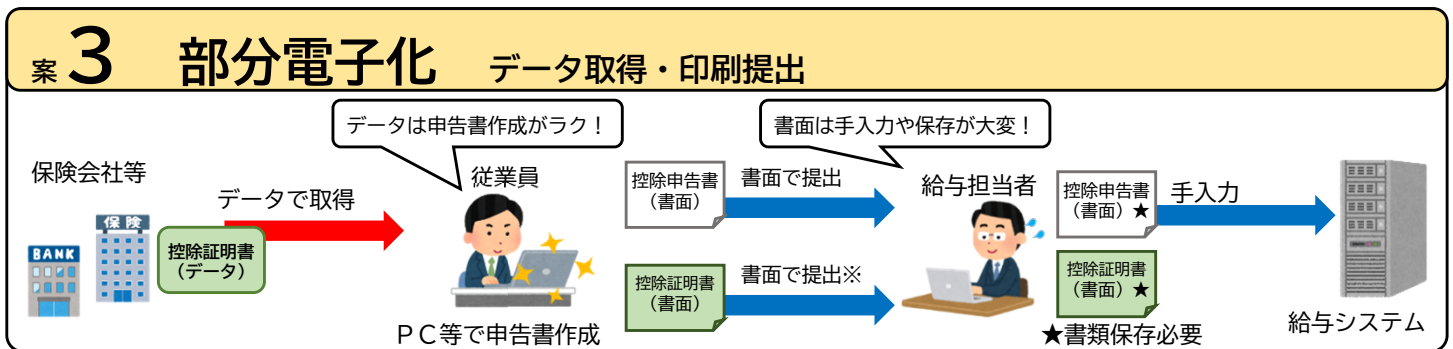 案3 部分電子化 データ取得・印刷提出
データは申告書作成がラク！
書面は手入力や保存が大変！
保険会社等
データで取得
従業員
控除申告書
（書面）
書面で提出
給与担当者
控除申告書
（書面）★
手入力
保険
BANK
控除証明書
（データ）
控除証明書
（書面）
書面で提出※
控除証明書
（書面）★
ＰＣ等で申告書作成
★書類保存必要
給与システム